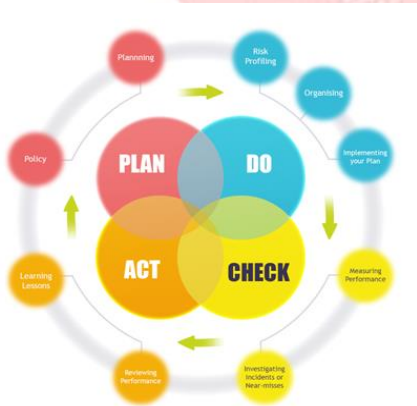 Plannning
Risk
Profiling
Organising
Policy
PLAN
DO
Implementing
your Plan
Learning
Lessons
ACT
CHECK
Measuring
Performance
Reviewing
Performance
Investigating
Incidents or
Near-misses